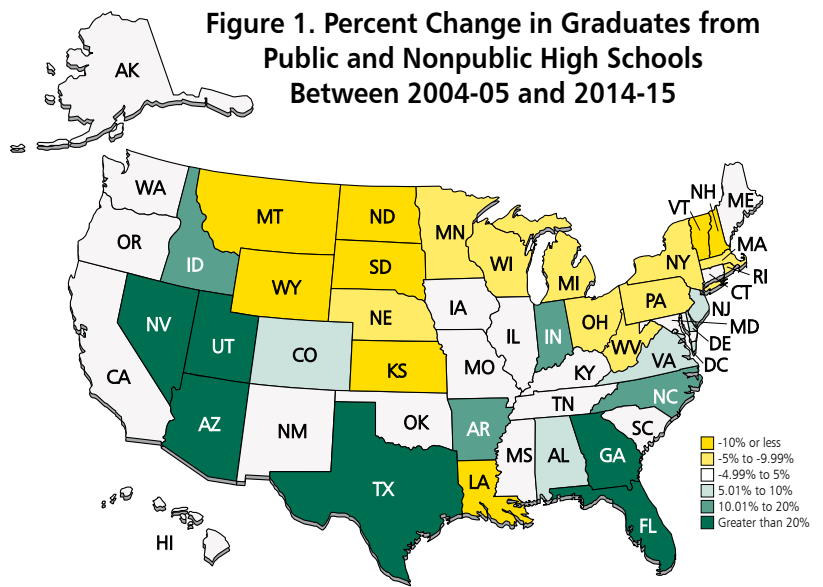 Figure 1. Percent Change in Graduates from
Public and Nonpublic High Schools
Between 2004-05 and 2014-15
AK
WA
OR
CA
ID
NV
MT
WY
UT
AZ
CO
NM
ND
SD
NE
KS
OK
TX
MN
IA
MO
AR
LA
WI
IL
MI
IN
OH
KY
TN
MS
AL
GA
FL
SC
NC
VA
WV
PA
NY
VT
NH
ME
MA
RI
CT
NJ
MD
DE
DC
HI
-10% or less
-5% to -9.99%
-4.99% to 5%
5.01% to 10%
10.01% to 20%
Greater than 20%